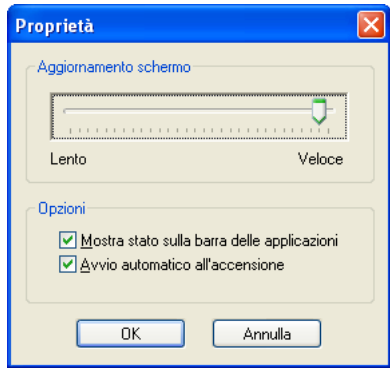 Proprietà
Aggiornamento schermo
Lento Veloce
Opzioni
Mostra stato sulla barra delle applicazioni
Avvio automatico all'accensione
OK Annulla